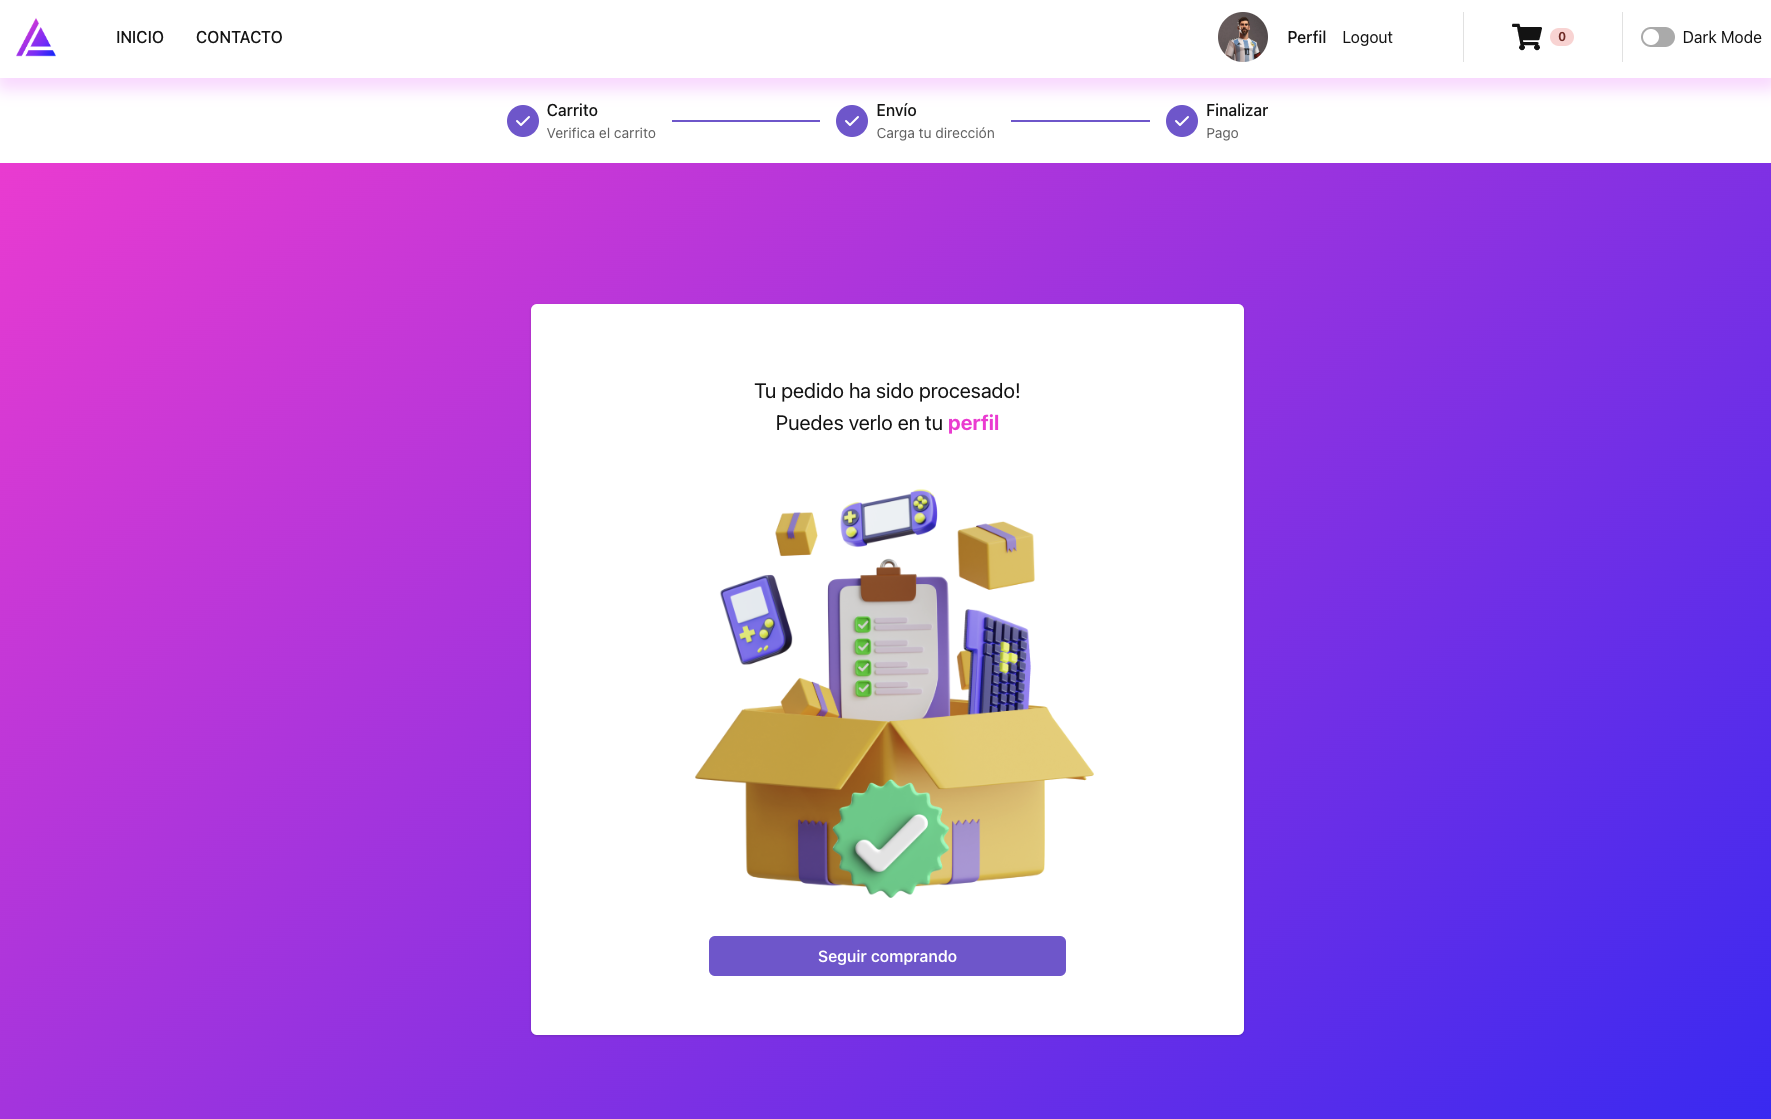 INICIO CONTACTO Perfil Logout 0 Dark Mode
Carrito
Verifica el carrito
Envío
Carga tu dirección
Finalizar
Pago
Tu pedido ha sido procesado!
Puedes verlo en tu perfil
Seguir comprando